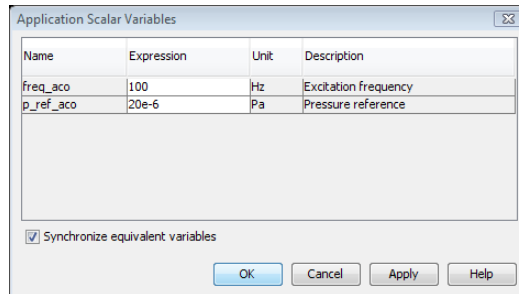 Application Scalar Variables
Name Expression Unit Description
freq_aco 100 Hz Excitation frequency
p_ref_aco 20e-6 Pa Pressure reference
Synchronize equivalent variables
OK Cancel Apply Help